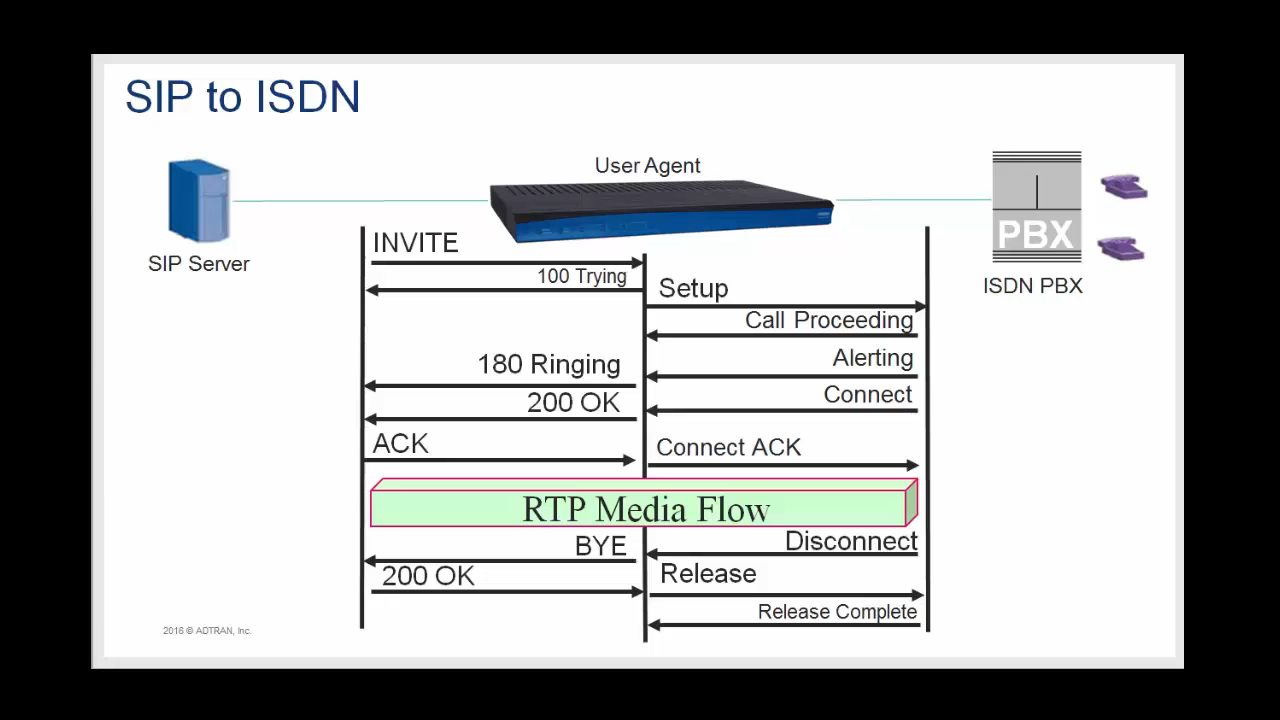 SIP to ISDN
User Agent
PBX
SIP Server
ISDN PBX
INVITE
100 Trying
Setup
Call Proceeding
180 Ringing
Alerting
200 OK
Connect
ACK
Connect ACK
RTP Media Flow
BYE
Disconnect
200 OK
Release
Release Complete
2016 © ADTRAN, Inc.